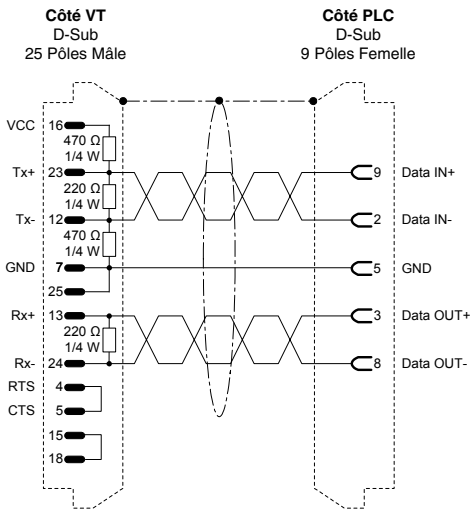 Côté VT
D-Sub
25 Pôles Mâle
Côté PLC
D-Sub
9 Pôles Femelle
VCC 16
470 Ω
1/4 W
Tx+ 23 9 Data IN+
220 Ω
1/4 W
Tx- 12 2 Data IN-
470 Ω
1/4 W
GND 7 5 GND
25
Rx+ 13 3 Data OUT+
220 Ω
1/4 W
Rx- 24 8 Data OUT-
RTS 4
CTS 5
15
18